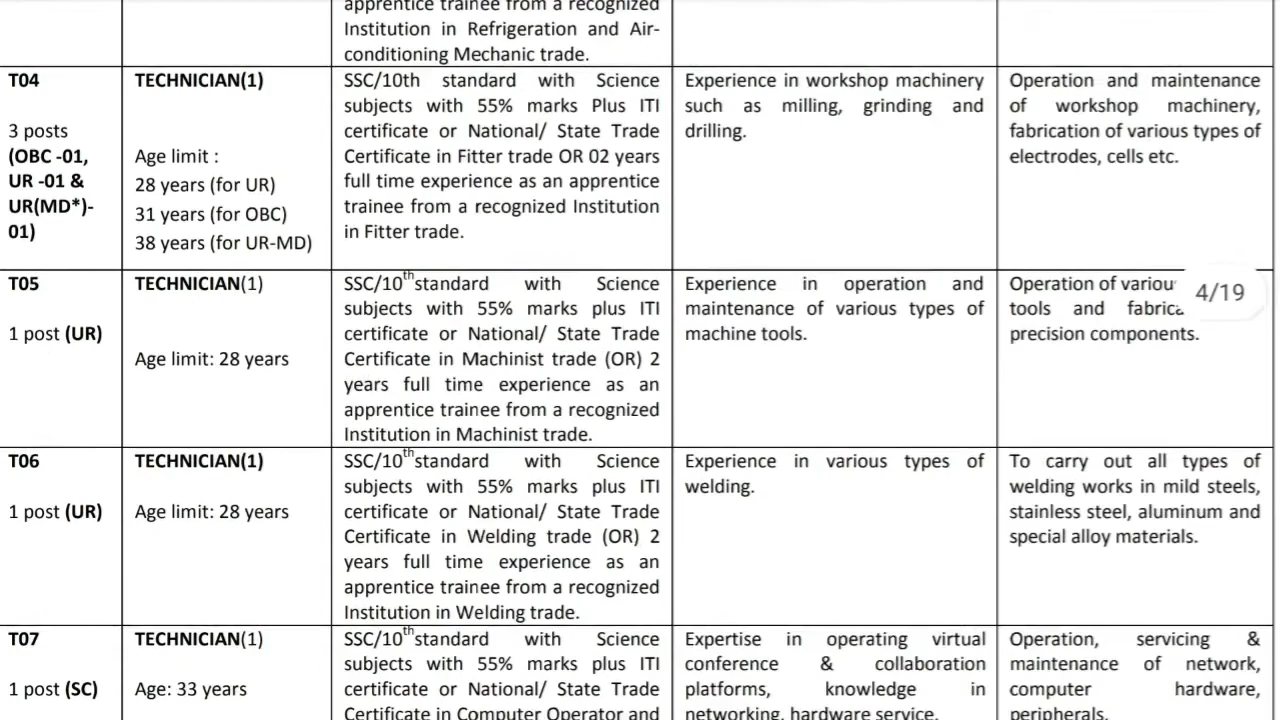 apprentice trainee from a recognized
Institution in Refrigeration and Air-
conditioning Mechanic trade.
T04
3 posts
(OBC -01,
UR -01 &
UR(MD*)-
01)
TECHNICIAN(1)
Age limit :
28 years (for UR)
31 years (for OBC)
38 years (for UR-MD)
SSC/10th standard with Science
subjects with 55% marks Plus ITI
certificate or National/ State Trade
Certificate in Fitter trade OR 02 years
full time experience as an apprentice
trainee from a recognized Institution
in Fitter trade.
Experience in workshop machinery
such as milling, grinding and
drilling.
Operation and maintenance
of workshop machinery,
fabrication of various types of
electrodes, cells etc.
T05
1 post (UR)
TECHNICIAN(1)
Age limit: 28 years
SSC/10th standard with Science
subjects with 55% marks plus ITI
certificate or National/ State Trade
Certificate in Machinist trade (OR) 2
years full time experience as an
apprentice trainee from a recognized
Institution in Machinist trade.
Experience in operation and
maintenance of various types of
machine tools.
Operation of variou
tools and fabrica
precision components.
4/19
T06
1 post (UR)
TECHNICIAN(1)
Age limit: 28 years
SSC/10th standard with Science
subjects with 55% marks plus ITI
certificate or National/ State Trade
Certificate in Welding trade (OR) 2
years full time experience as an
apprentice trainee from a recognized
Institution in Welding trade.
Experience in various types of
welding.
To carry out all types of
welding works in mild steels,
stainless steel, aluminum and
special alloy materials.
T07
1 post (SC)
TECHNICIAN(1)
Age: 33 years
SSC/10th standard with Science
subjects with 55% marks plus ITI
certificate or National/ State Trade
Certificate in Computer Operator and
Expertise in operating virtual
conference & collaboration
platforms, knowledge in
networking, hardware service.
Operation, servicing &
maintenance of network,
computer hardware,
peripherals.